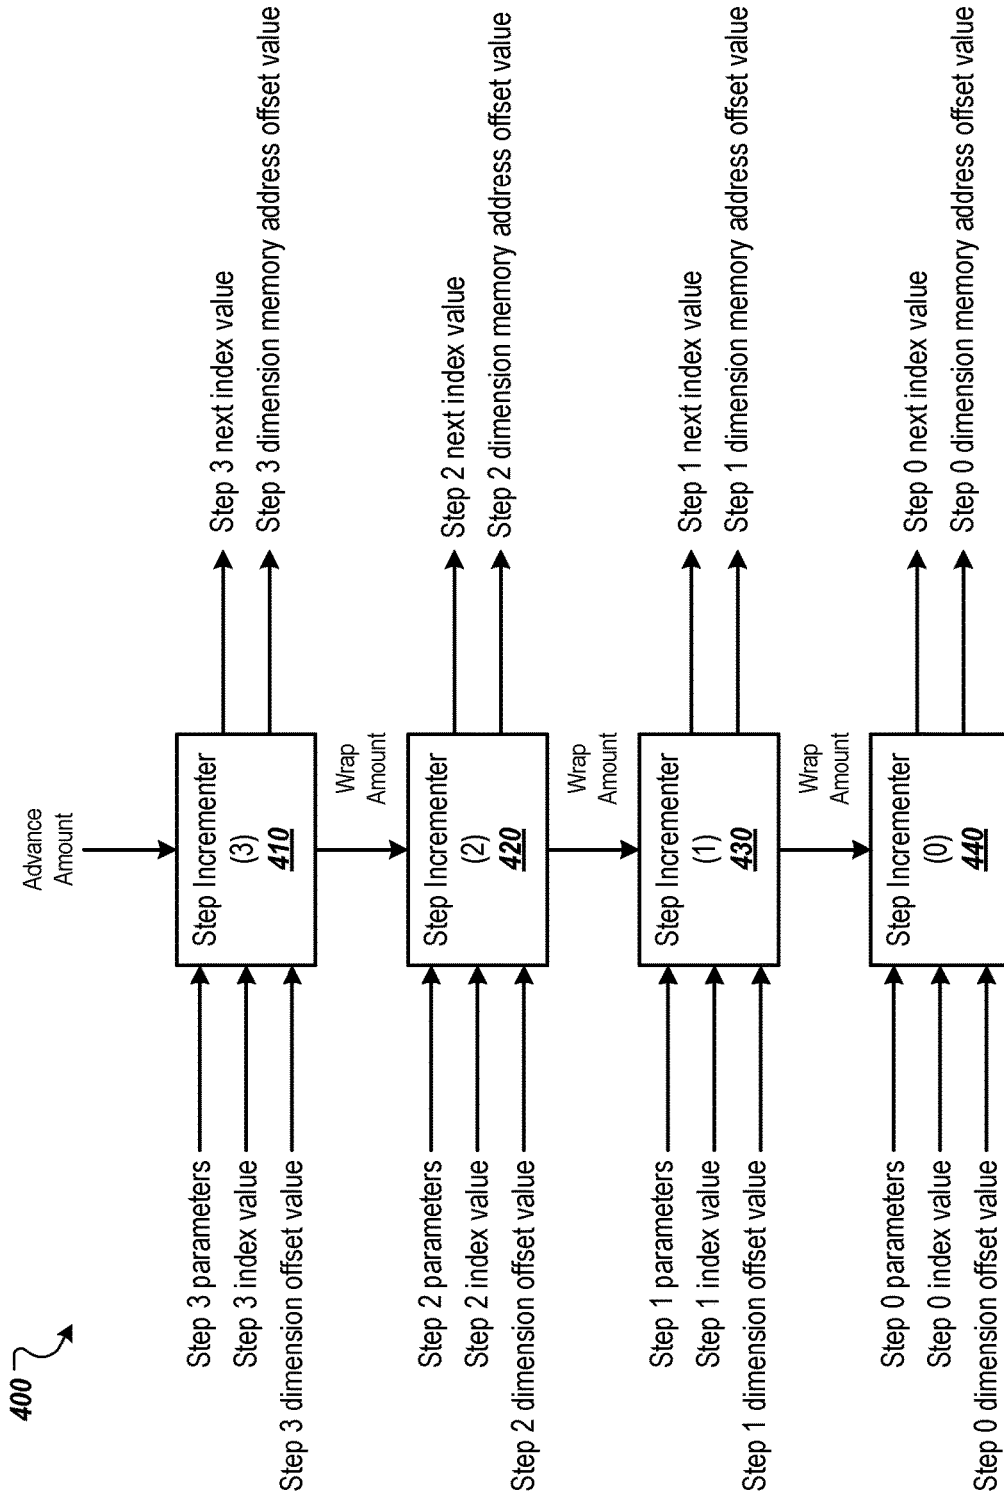 400
Advance
Amount
Step 3 parameters
Step 3 index value
Step 3 dimension offset value
Step Incrementer
(3)
410
Step 3 next index value
Step 3 dimension memory address offset value
Wrap
Amount
Step 2 parameters
Step 2 index value
Step 2 dimension offset value
Step Incrementer
(2)
420
Step 2 next index value
Step 2 dimension memory address offset value
Wrap
Amount
Step 1 parameters
Step 1 index value
Step 1 dimension offset value
Step Incrementer
(1)
430
Step 1 next index value
Step 1 dimension memory address offset value
Wrap
Amount
Step 0 parameters
Step 0 index value
Step 0 dimension offset value
Step Incrementer
(0)
440
Step 0 next index value
Step 0 dimension memory address offset value